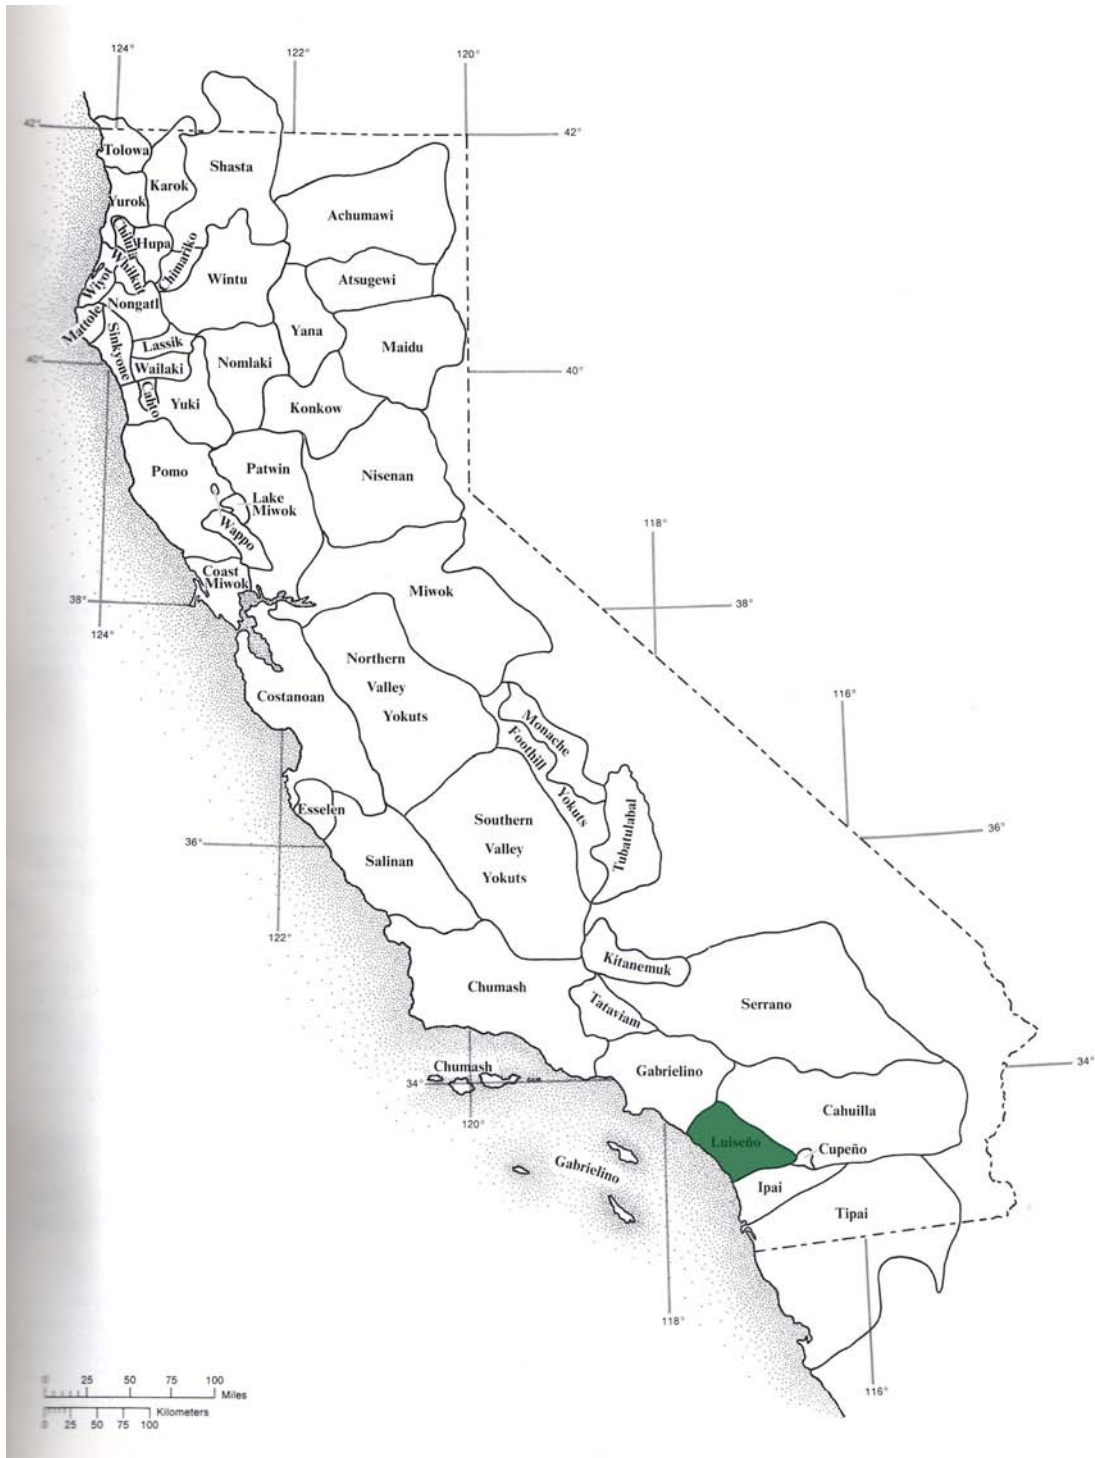 124°
122°
120°
42°
42°
Tolowa
Shasta
Karok
Yurok
Achumawi
Chilula
Hupa
Chimariko
Whilkut
Wiyot
Wintu
Atsugewi
Nongatl
Mattole
Sinkyone
Yana
Lassik
Maidu
40°
Wailaki
Nomlaki
40°
Cahto
Yuki
Konkow
Pomo
Patwin
Nisenan
Lake
Miwok
Wappo
118°
Coast
Miwok
Miwok
38°
38°
124°
Northern
Valley
Yokuts
Costanoan
116°
Monache
Foothill
Yokuts
Esselen
Southern
Valley
Yokuts
Tubatulabal
36°
36°
Salinan
122°
Kitanemuk
Chumash
Tataviam
Serrano
Chumash
34°
Gabrielino
34°
Cahuilla
120°
Luiseño
Cupeño
Gabrielino
Ipai
Tipai
118°
116°
0 25 50 75 100
Miles
Kilometers
0 25 50 75 100